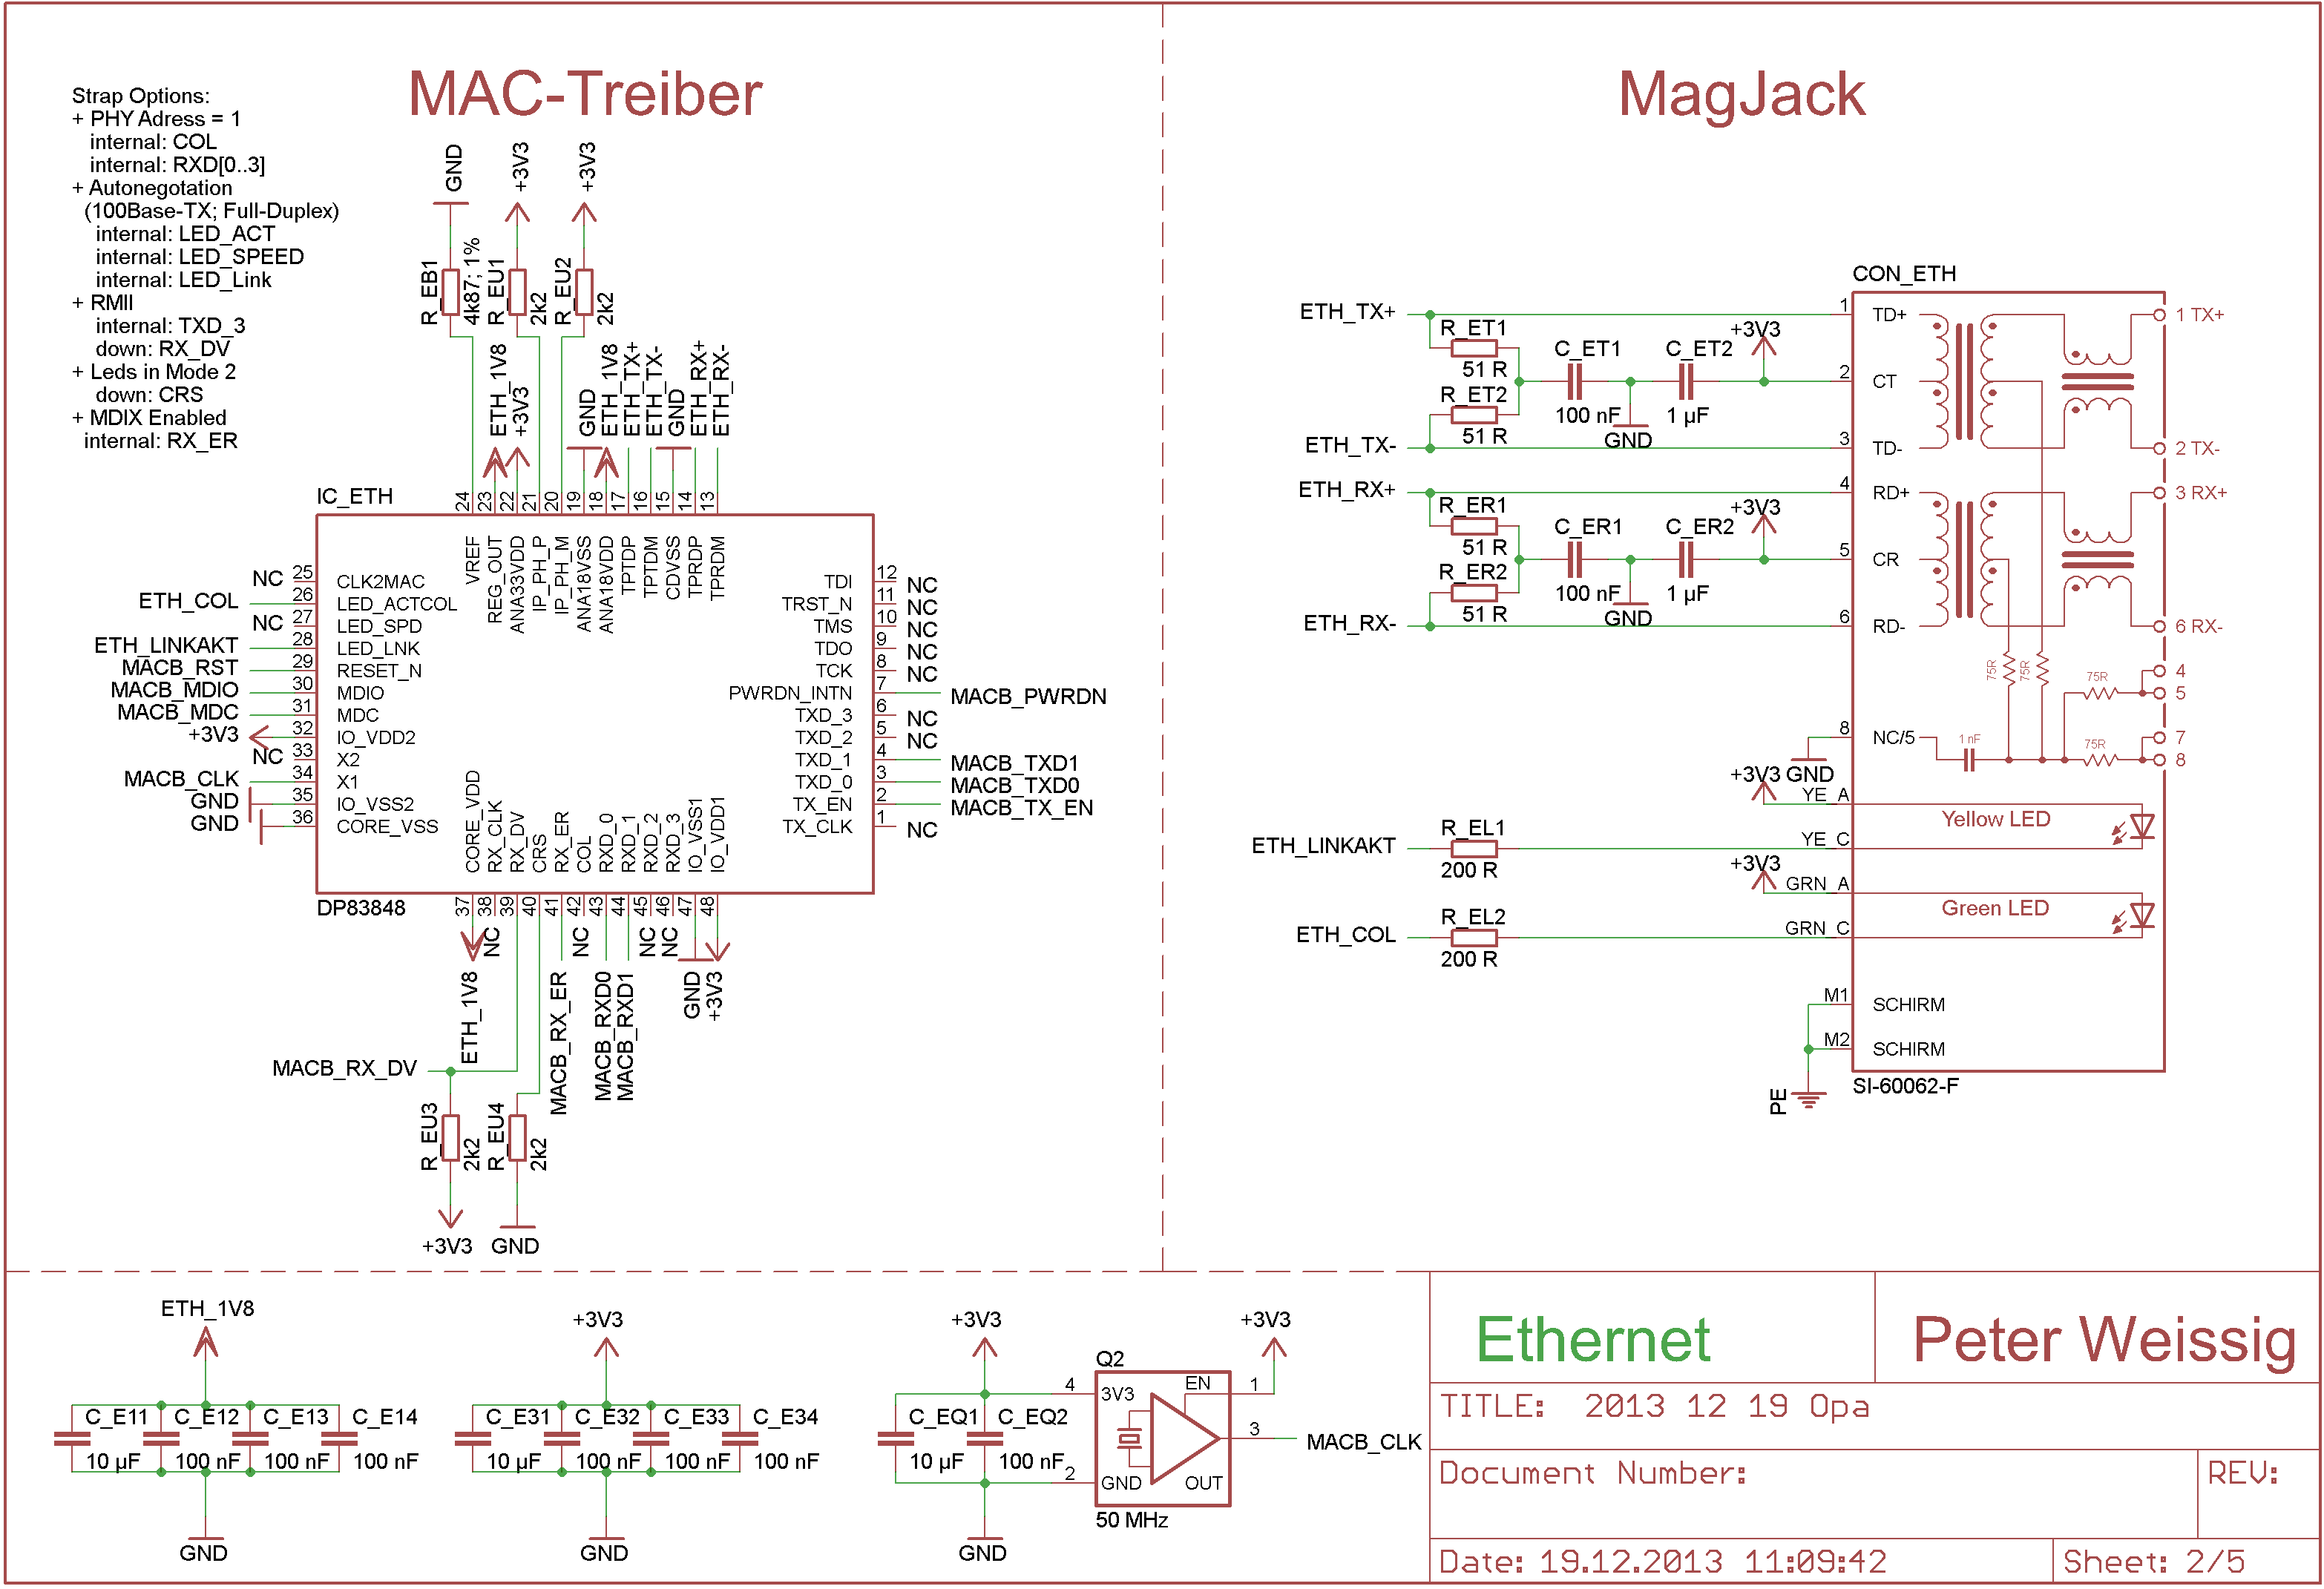 MAC-Treiber
MagJack
Strap Options:
+ PHY Adress = 1
internal: COL
internal: RXD[0..3]
+ Autonegotation
(100Base-TX; Full-Duplex)
internal: LED_ACT
internal: LED_SPEED
internal: LED_Link
+ RMII
internal: TXD_3
down: RX_DV
+ Leds in Mode 2
down: CRS
+ MDIX Enabled
internal: RX_ER
GND
+3V3
+3V3
R_EB1
4k87; 1%
R_EU1
2k2
R_EU2
2k2
ETH_1V8
+3V3
GND
ETH_1V8
ETH_TX+
ETH_TX-
GND
ETH_RX+
ETH_RX-
IC_ETH
24 23 22 21 20 19 18 17 16 15 14 13
VREF
REG_OUT
ANA33VDD
IP_PH_P
IP_PH_M
ANA18VSS
ANA18VDD
TPTDP
TPTDM
CDVSS
TPRDP
TPRDM
NC 25 CLK2MAC
ETH_COL 26 LED_ACTCOL
NC 27 LED_SPD
ETH_LINKAKT 28 LED_LNK
MACB_RST 29 RESET_N
MACB_MDIO 30 MDIO
MACB_MDC 31 MDC
+3V3 32 IO_VDD2
NC 33 X2
MACB_CLK 34 X1
GND 35 IO_VSS2
GND 36 CORE_VSS
TDI 12 NC
TRST_N 11 NC
TMS 10 NC
TDO 9 NC
TCK 8 NC
PWRDN_INTN 7 MACB_PWRDN
TXD_3 6 NC
TXD_2 5 NC
TXD_1 4 MACB_TXD1
TXD_0 3 MACB_TXD0
TX_EN 2 MACB_TX_EN
TX_CLK 1 NC
CORE_VDD
RX_CLK
RX_DV
CRS
RX_ER
COL
RXD_0
RXD_1
RXD_2
RXD_3
IO_VSS1
IO_VDD1
DP83848
37 38 39 40 41 42 43 44 45 46 47 48
ETH_1V8
NC
MACB_RX_ER
NC
MACB_RXD0
MACB_RXD1
NC
NC
GND
+3V3
MACB_RX_DV
R_EU3
2k2
R_EU4
2k2
+3V3
GND
CON_ETH
ETH_TX+
R_ET1
51 R
C_ET1
100 nF
C_ET2
1 µF
+3V3
R_ET2
51 R
GND
ETH_TX-
ETH_RX+
R_ER1
51 R
C_ER1
100 nF
C_ER2
1 µF
+3V3
R_ER2
51 R
GND
ETH_RX-
1 TD+
2 CT
3 TD-
4 RD+
5 CR
6 RD-
8 NC/5
1 TX+
2 TX-
3 RX+
6 RX-
75R
75R
75R
4
5
1 nF
75R
7
8
GND
+3V3
YE_A
Yellow LED
YE_C
ETH_LINKAKT
R_EL1
200 R
+3V3
GRN_A
Green LED
GRN_C
ETH_COL
R_EL2
200 R
M1 SCHIRM
M2 SCHIRM
PE
SI-60062-F
ETH_1V8
C_E11
10 µF
C_E12
100 nF
C_E13
100 nF
C_E14
100 nF
GND
+3V3
C_E31
10 µF
C_E32
100 nF
C_E33
100 nF
C_E34
100 nF
GND
+3V3
C_EQ1
10 µF
C_EQ2
100 nF
GND
Q2
4 3V3
2 GND
EN 1
OUT 3
+3V3
MACB_CLK
50 MHz
Ethernet
Peter Weissig
TITLE: 2013 12 19 Opa
Document Number:
REV:
Date: 19.12.2013 11:09:42
Sheet: 2/5